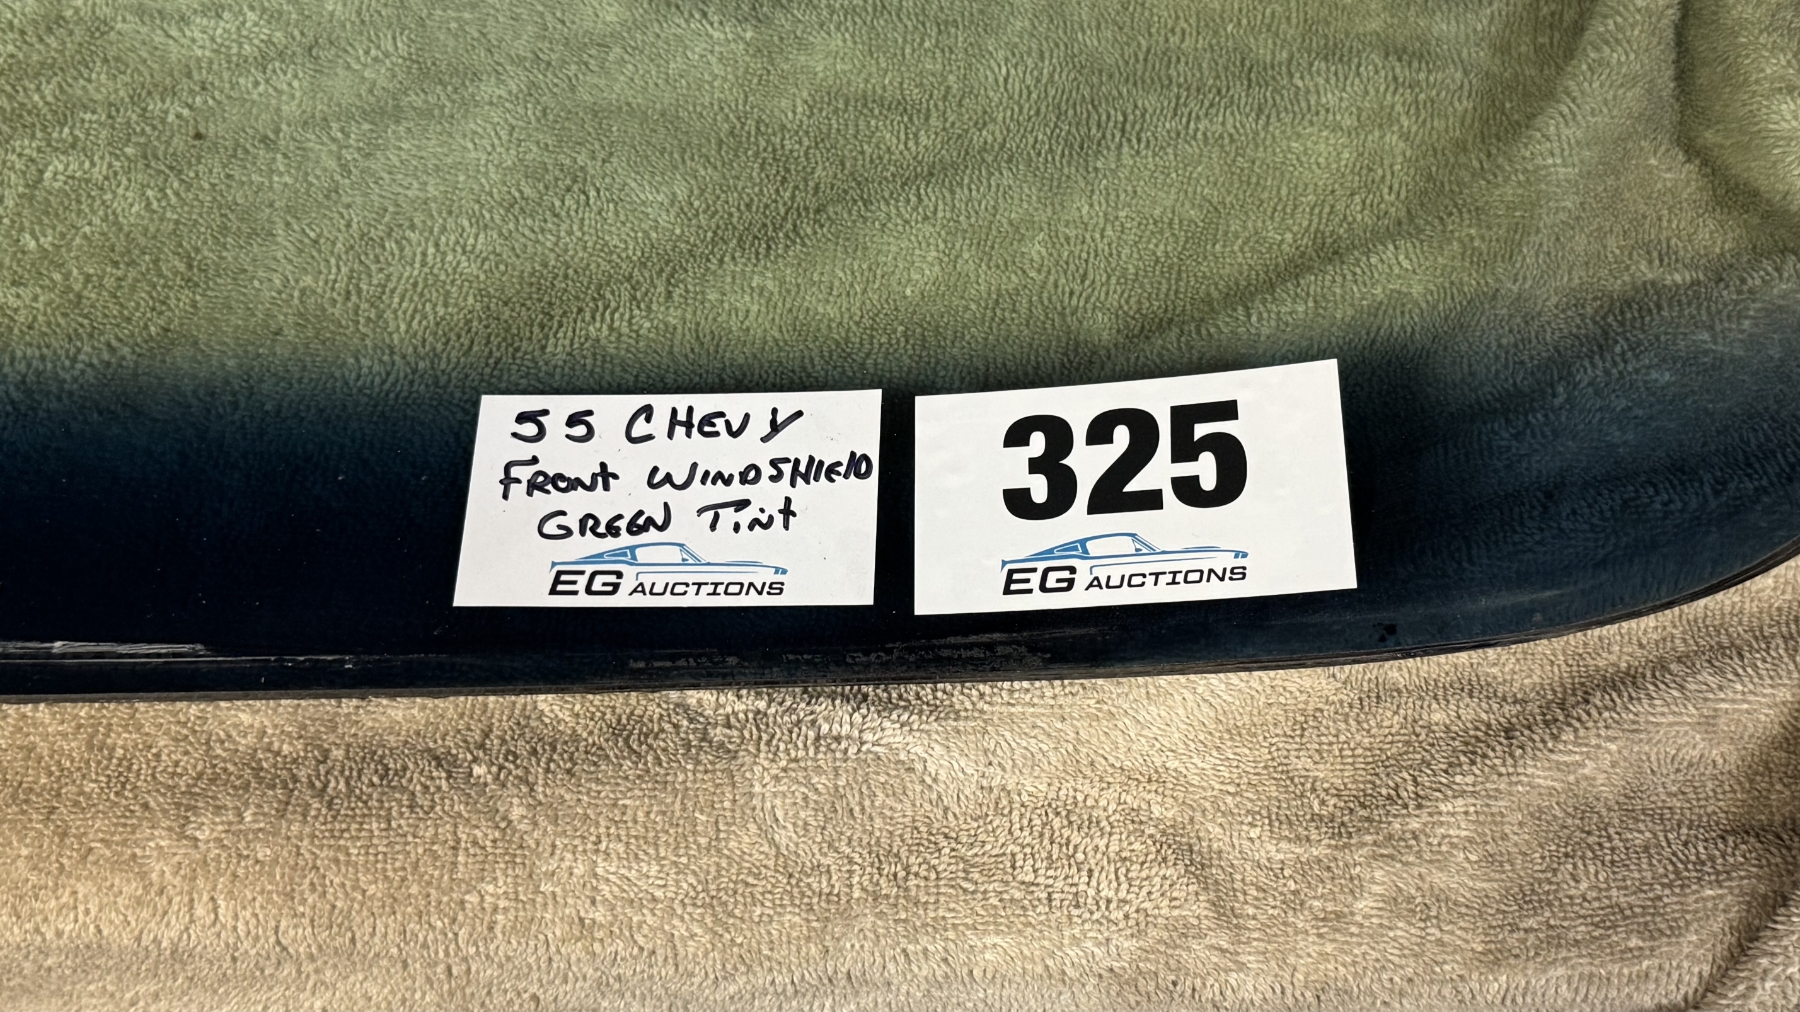 55 CHEVY
FRONT WINDSHIELD
GREEN TINT
EG AUCTIONS
325
EG AUCTIONS